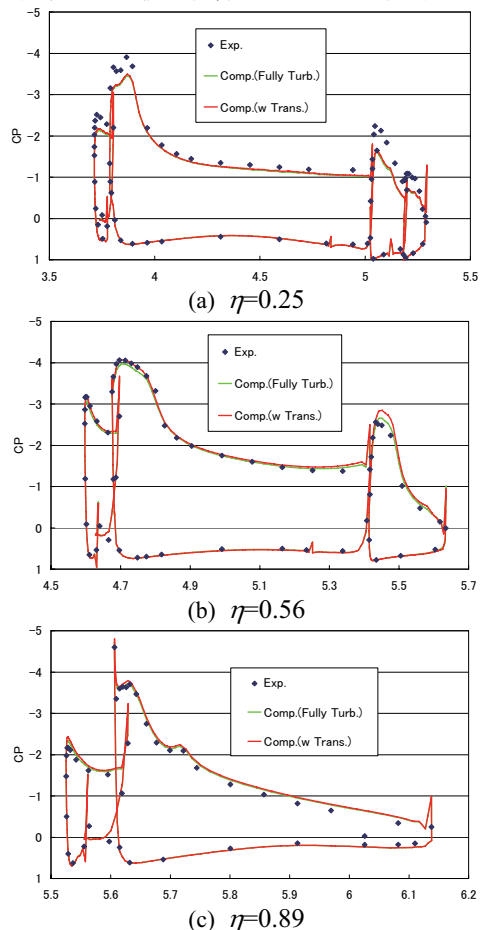 -5
-4
-3
-2
-1
0
1
CP
Exp.
Comp.(Fully Turb.)
Comp.(w Trans.)
3.5 4 4.5 5 5.5
(a) η=0.25
-5
-4
-3
-2
-1
0
1
CP
Exp.
Comp.(Fully Turb.)
Comp.(w Trans.)
4.5 4.7 4.9 5.1 5.3 5.5 5.7
(b) η=0.56
-5
-4
-3
-2
-1
0
1
CP
Exp.
Comp.(Fully Turb.)
Comp.(w Trans.)
5.5 5.6 5.7 5.8 5.9 6 6.1 6.2
(c) η=0.89